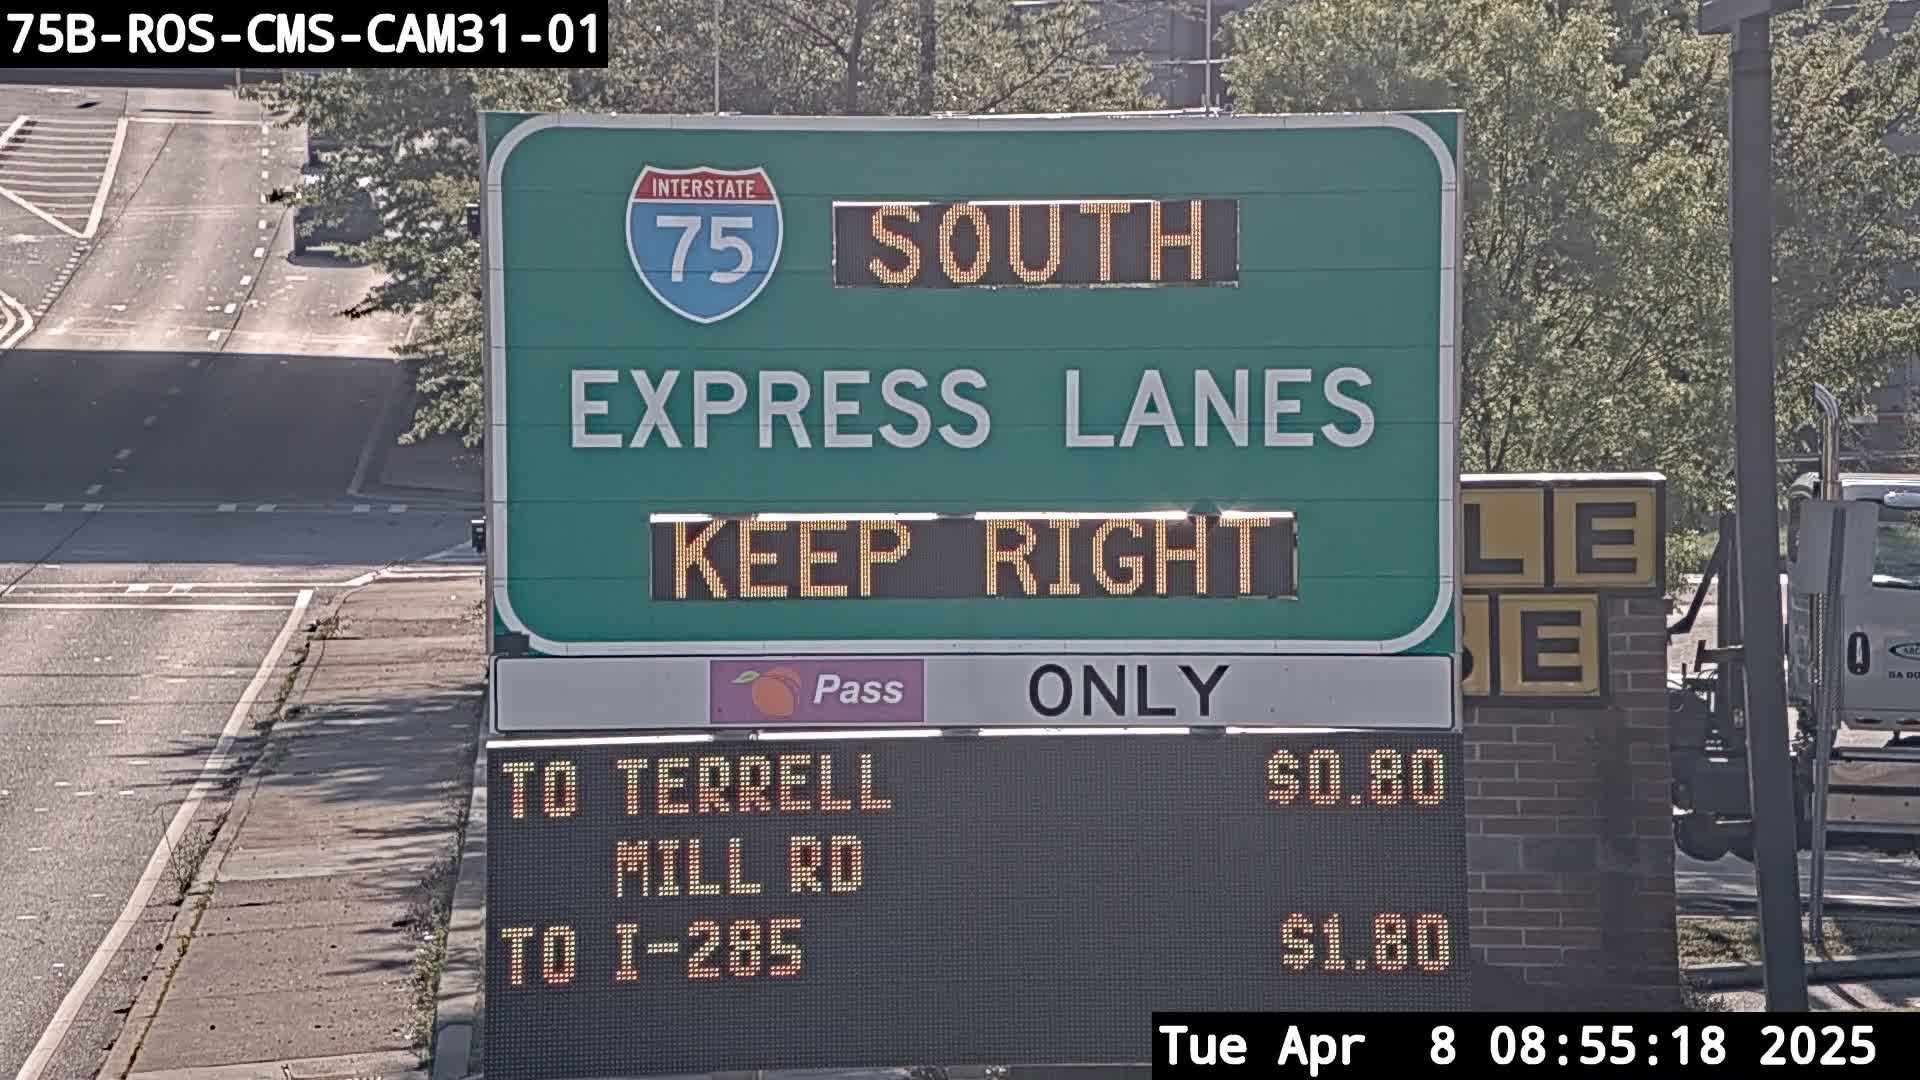 75B-ROS-CMS-CAM31-01
INTERSTATE
75
SOUTH
EXPRESS LANES
KEEP RIGHT
Pass ONLY
TO TERRELL $0.80
MILL RD
TO I-285 $1.80
LE
E
Tue Apr 8 08:55:18 2025